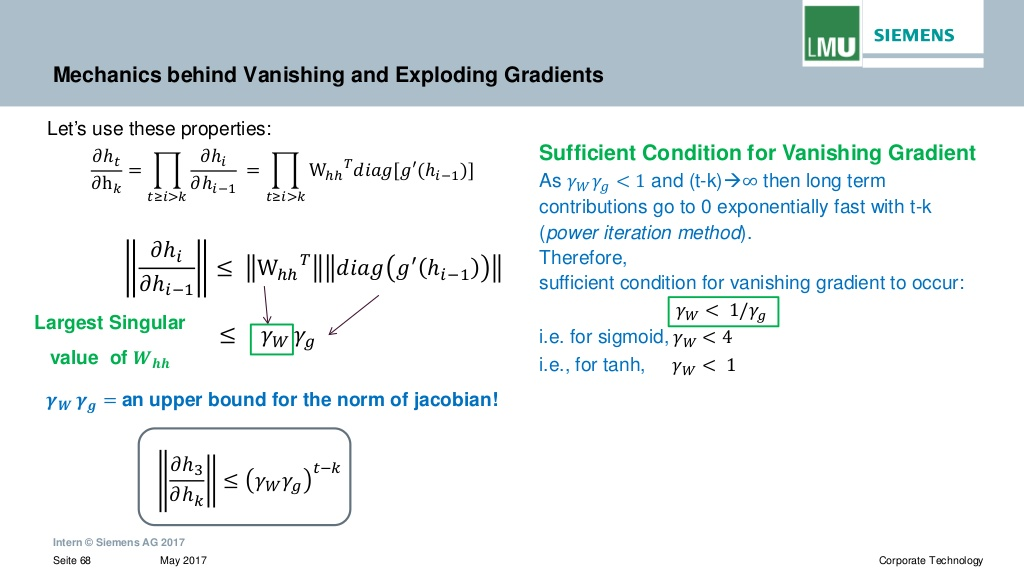 LMU
SIEMENS
Mechanics behind Vanishing and Exploding Gradients
Let's use these properties:
∂h_t/∂h_k = ∏_{t≥i>k} ∂h_i/∂h_{i−1} = ∏_{t≥i>k} W_hh^T diag[g′(h_{i−1})]
‖∂h_i/∂h_{i−1}‖ ≤ ‖W_hh^T‖‖diag(g′(h_{i−1}))‖
Largest Singular
value of W_hh
≤ γ_W γ_g
γ_W γ_g = an upper bound for the norm of jacobian!
‖∂h_3/∂h_k‖ ≤ (γ_W γ_g)^{t−k}
Sufficient Condition for Vanishing Gradient
As γ_W γ_g < 1 and (t-k)→∞ then long term
contributions go to 0 exponentially fast with t-k
(power iteration method).
Therefore,
sufficient condition for vanishing gradient to occur:
γ_W < 1/γ_g
i.e. for sigmoid, γ_W < 4
i.e., for tanh, γ_W < 1
Intern © Siemens AG 2017
Seite 68 May 2017 Corporate Technology